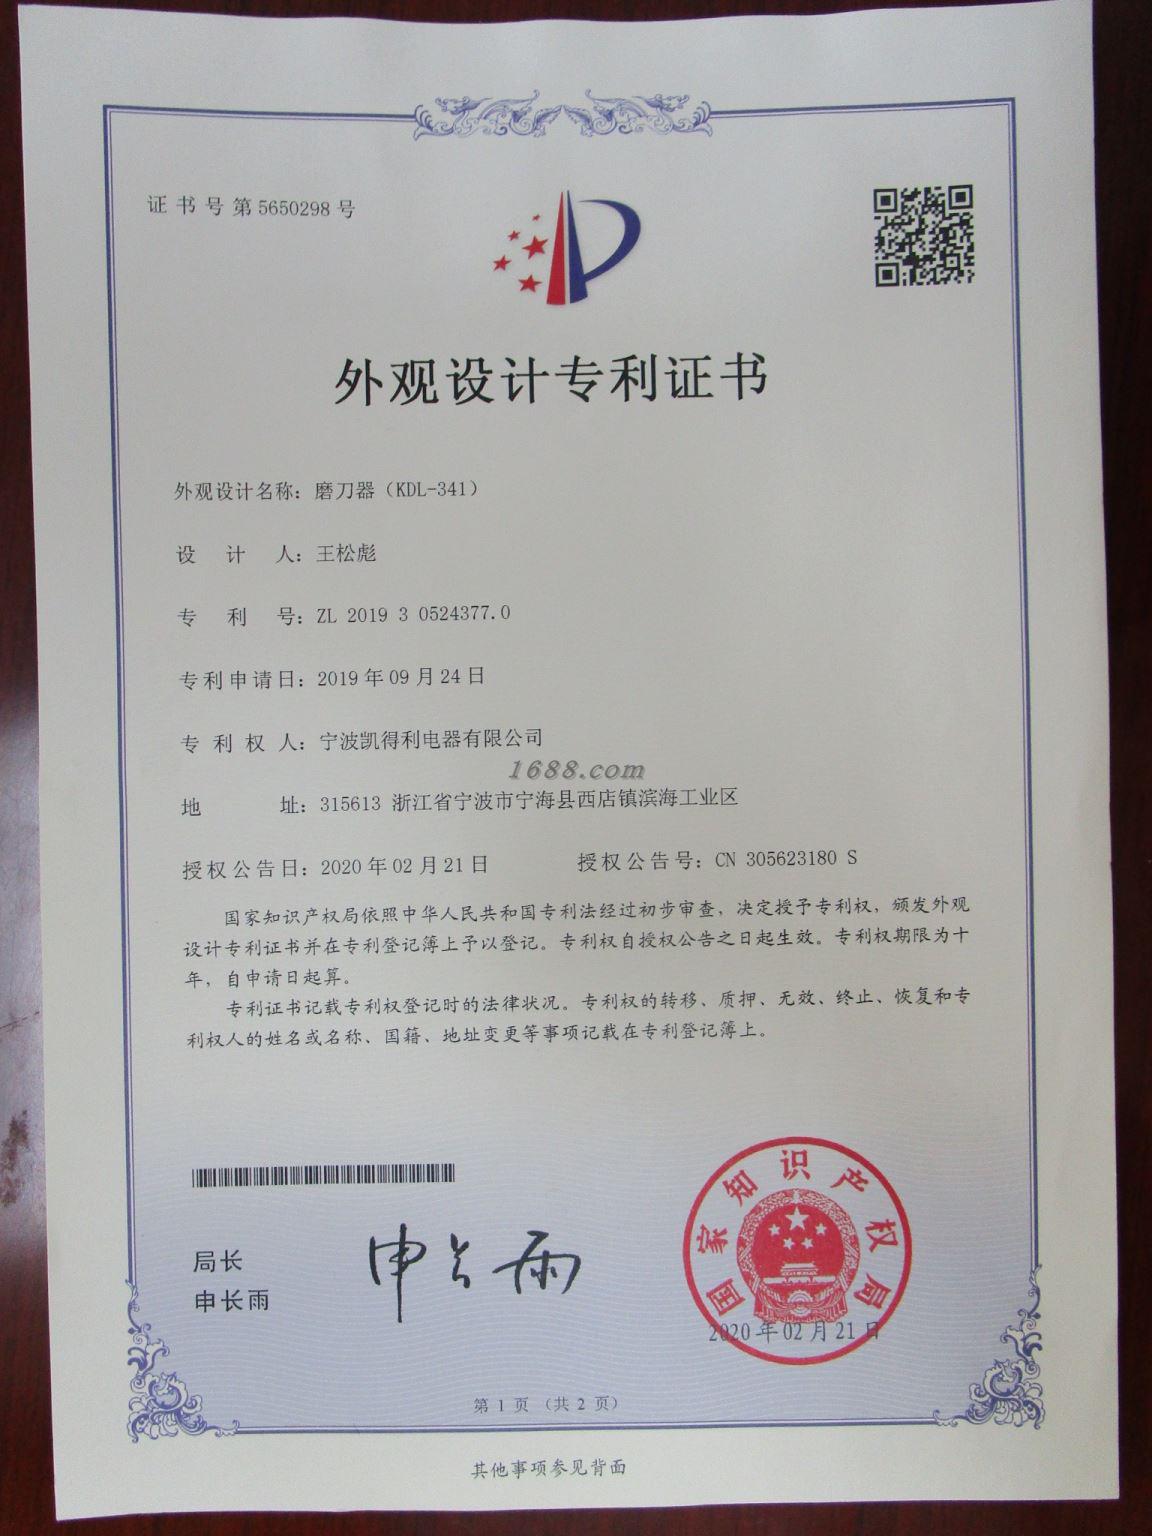 证书号第5650298号
外观设计专利证书
外观设计名称：磨刀器（KDL-341）
设计人：王松彪
专利号：ZL 2019 3 0524377.0
专利申请日：2019年09月24日
专利权人：宁波凯得利电器有限公司
1688.com
地址：315613 浙江省宁波市宁海县西店镇滨海工业区
授权公告日：2020年02月21日 授权公告号：CN 305623180 S
国家知识产权局依照中华人民共和国专利法经过初步审查，决定授予专利权，颁发外观
设计专利证书并在专利登记簿上予以登记。专利权自授权公告之日起生效。专利权期限为十
年，自申请日起算。
专利证书记载专利权登记时的法律状况。专利权的转移、质押、无效、终止、恢复和专
利权人的姓名或名称、国籍、地址变更等事项记载在专利登记簿上。
局长
申长雨
申长雨
国家知识产权局
2020年02月21日
第1页（共2页）
其他事项参见背面